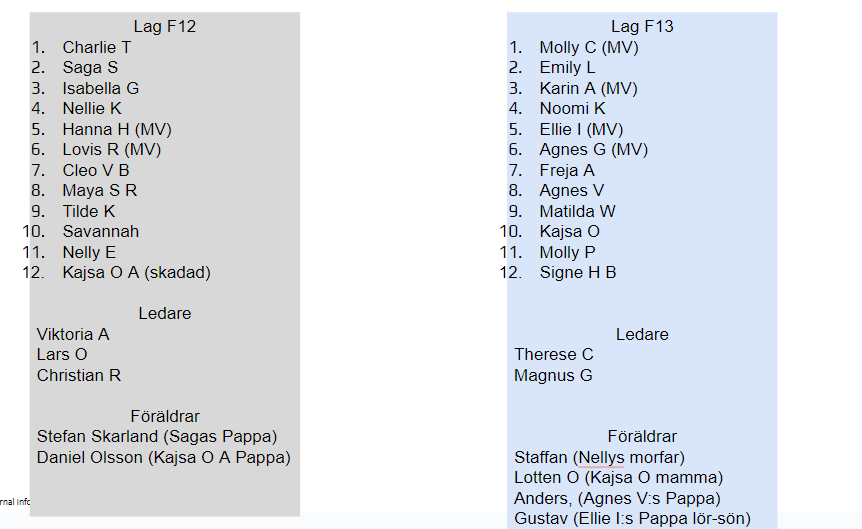 Lag F12
1. Charlie T
2. Saga S
3. Isabella G
4. Nellie K
5. Hanna H (MV)
6. Lovis R (MV)
7. Cleo V B
8. Maya S R
9. Tilde K
10. Savannah
11. Nelly E
12. Kajsa O A (skadad)
Ledare
Viktoria A
Lars O
Christian R
Föräldrar
Stefan Skarland (Sagas Pappa)
Daniel Olsson (Kajsa O A Pappa)
Lag F13
1. Molly C (MV)
2. Emily L
3. Karin A (MV)
4. Noomi K
5. Ellie I (MV)
6. Agnes G (MV)
7. Freja A
8. Agnes V
9. Matilda W
10. Kajsa O
11. Molly P
12. Signe H B
Ledare
Therese C
Magnus G
Föräldrar
Staffan (Nellys morfar)
Lotten O (Kajsa O mamma)
Anders, (Agnes V:s Pappa)
Gustav (Ellie I:s Pappa lör-sön)